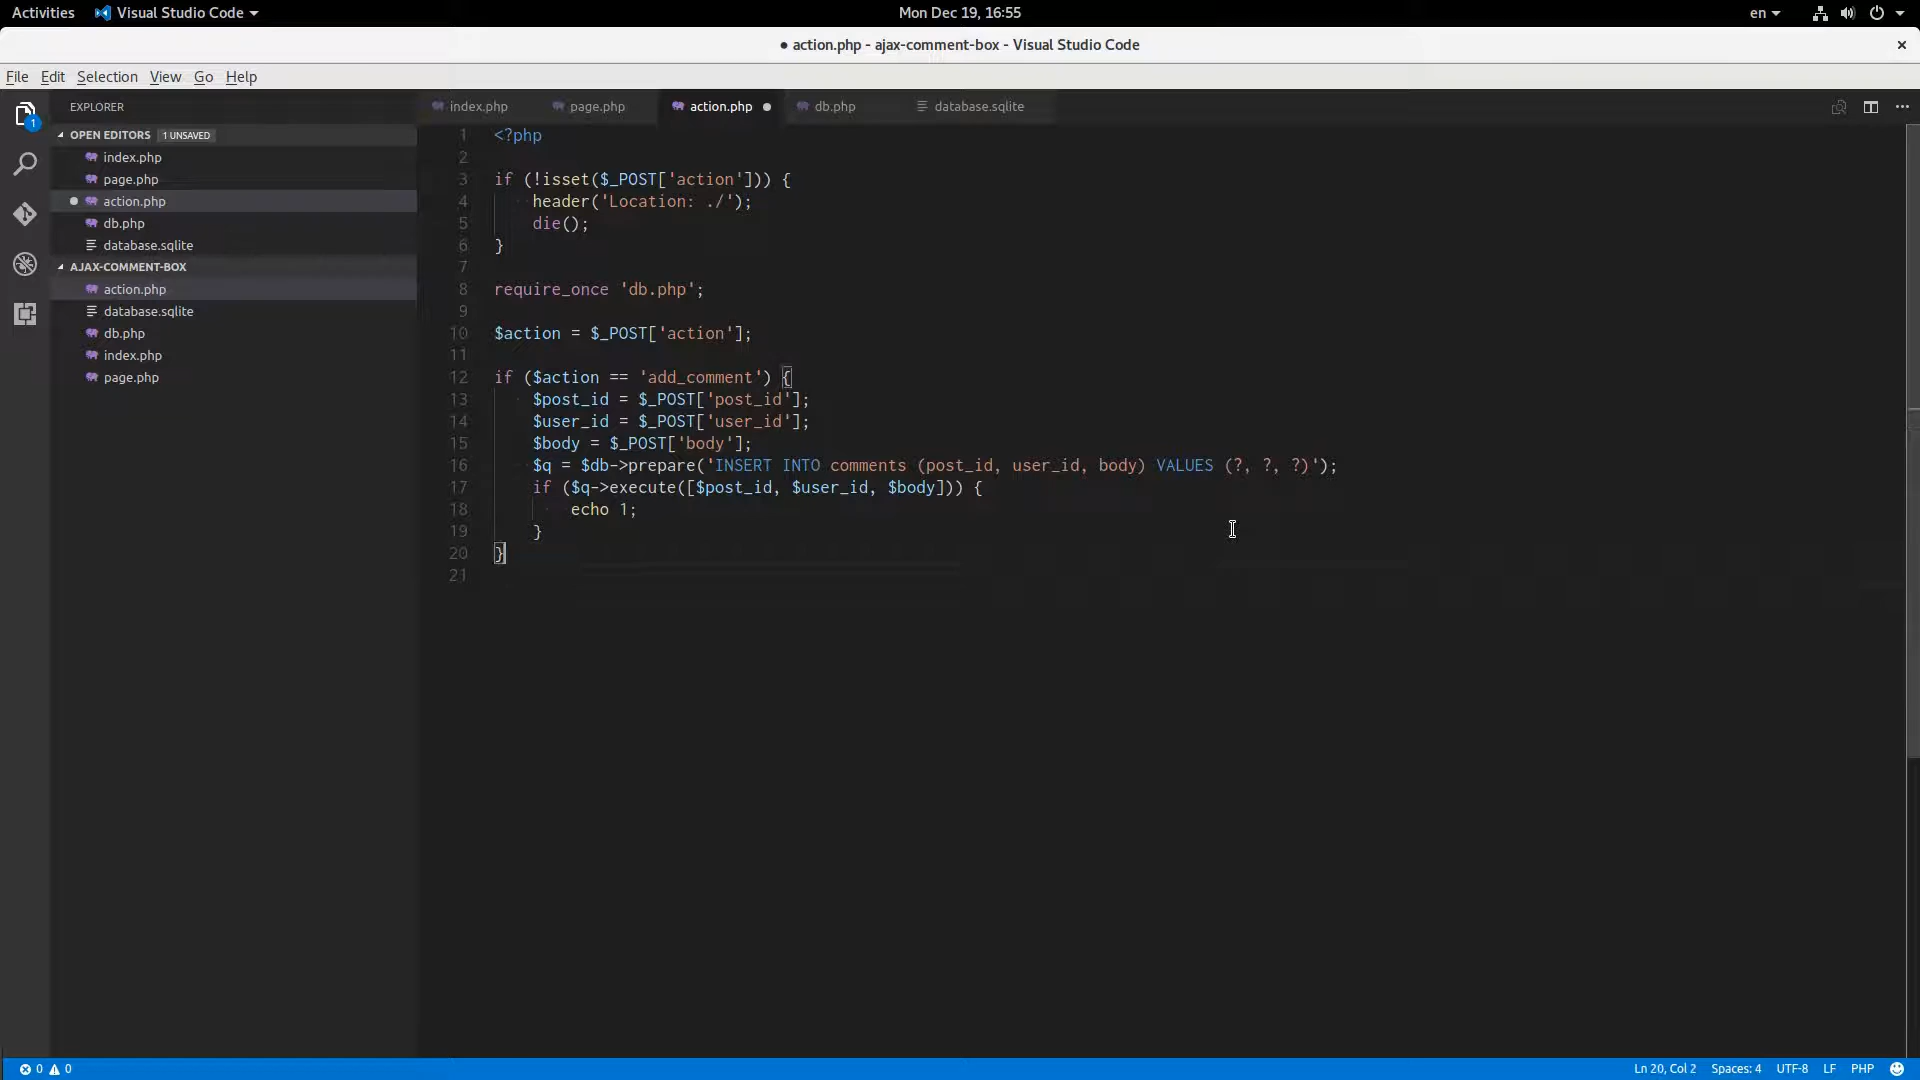 Activities Visual Studio Code Mon Dec 19, 16:55 en
● action.php - ajax-comment-box - Visual Studio Code ×
File Edit Selection View Go Help
EXPLORER
OPEN EDITORS 1 UNSAVED
index.php
page.php
action.php
db.php
database.sqlite
AJAX-COMMENT-BOX
action.php
database.sqlite
db.php
index.php
page.php
1
index.php page.php action.php ● db.php database.sqlite
1 <?php
2
3 if (!isset($_POST['action'])) {
4     header('Location: ./');
5     die();
6 }
7
8 require_once 'db.php';
9
10 $action = $_POST['action'];
11
12 if ($action == 'add_comment') {
13     $post_id = $_POST['post_id'];
14     $user_id = $_POST['user_id'];
15     $body = $_POST['body'];
16     $q = $db->prepare('INSERT INTO comments (post_id, user_id, body) VALUES (?, ?, ?)');
17     if ($q->execute([$post_id, $user_id, $body])) {
18         echo 1;
19     }
20 }
21
0 0 Ln 20, Col 2 Spaces: 4 UTF-8 LF PHP